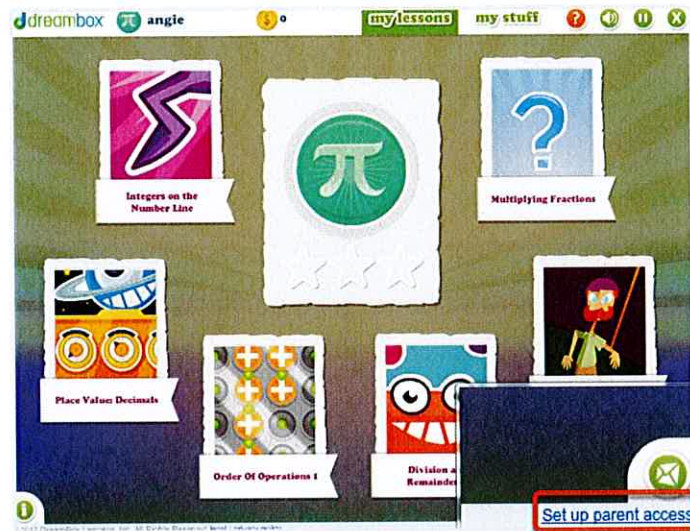 dreambox π angie 0 my lessons my stuff ?
π
Integers on the
Number Line
?
Multiplying Fractions
Place Value: Decimals
Order Of Operations 1
Division a
Remainde
i
Set up parent access